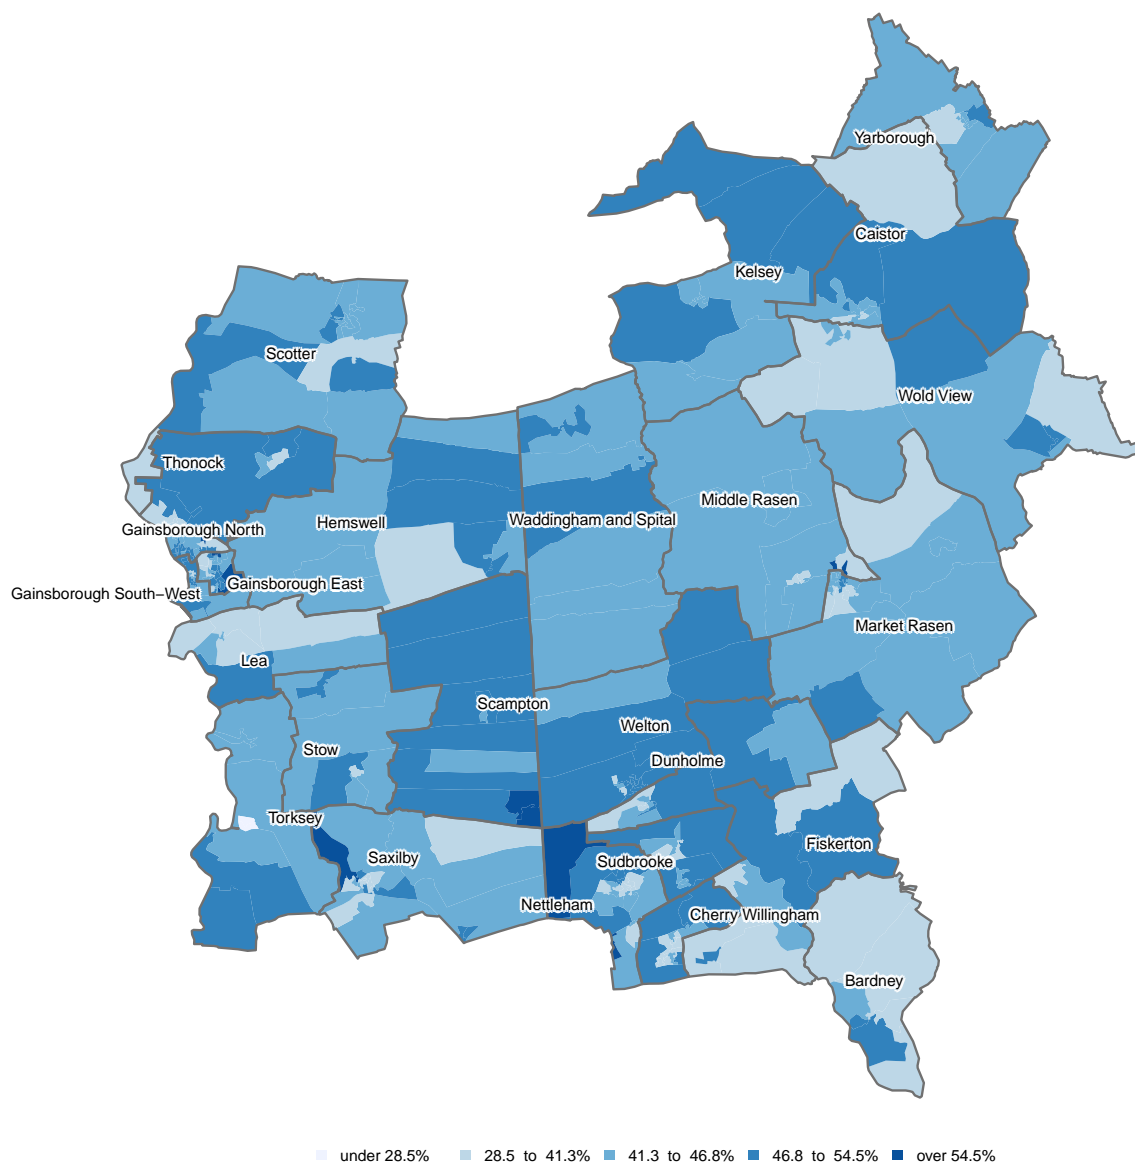 Yarborough
Caistor
Kelsey
Scotter
Wold View
Thonock
Middle Rasen
Hemswell
Waddingham and Spital
Gainsborough North
Gainsborough East
Gainsborough South−West
Market Rasen
Lea
Scampton
Welton
Stow
Dunholme
Torksey
Fiskerton
Saxilby
Sudbrooke
Nettleham
Cherry Willingham
Bardney
under 28.5% 28.5 to 41.3% 41.3 to 46.8% 46.8 to 54.5% over 54.5%